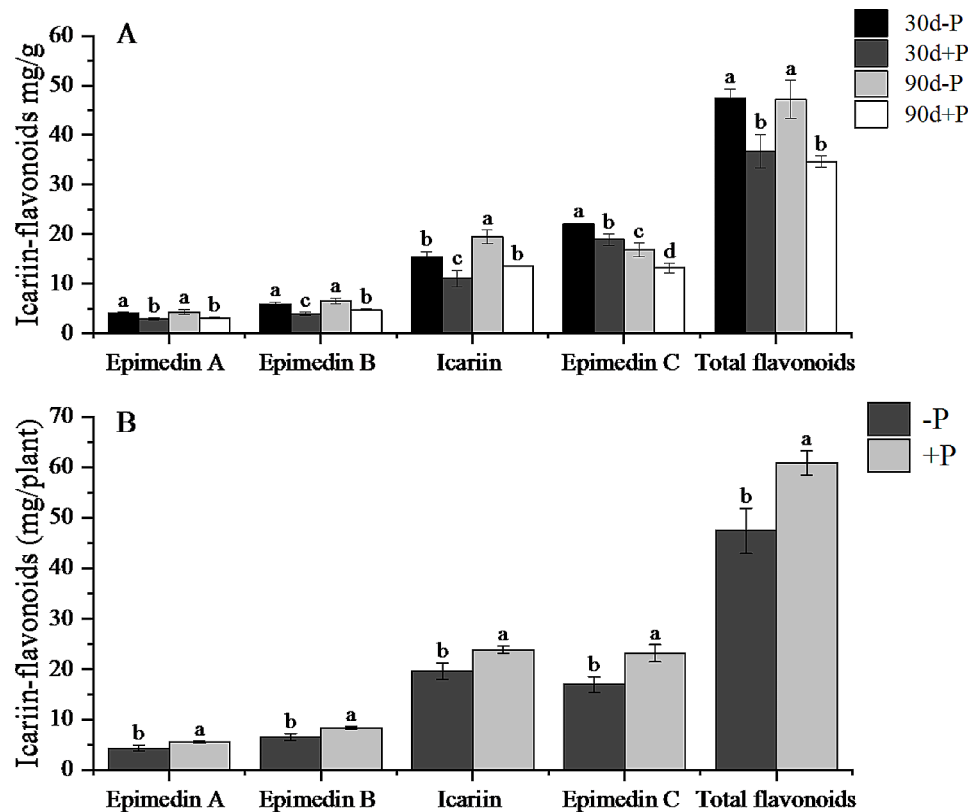 A
Icariin-flavonoids mg/g
60
50
40
30
20
10
0
30d-P
30d+P
90d-P
90d+P
a b a b
a c a b
b c a b
a b c d
a b a b
Epimedin A Epimedin B Icariin Epimedin C Total flavonoids
B
Icariin-flavonoids (mg/plant)
70
60
50
40
30
20
10
0
-P
+P
b a
b a
b a
b a
b a
Epimedin A Epimedin B Icariin Epimedin C Total flavonoids